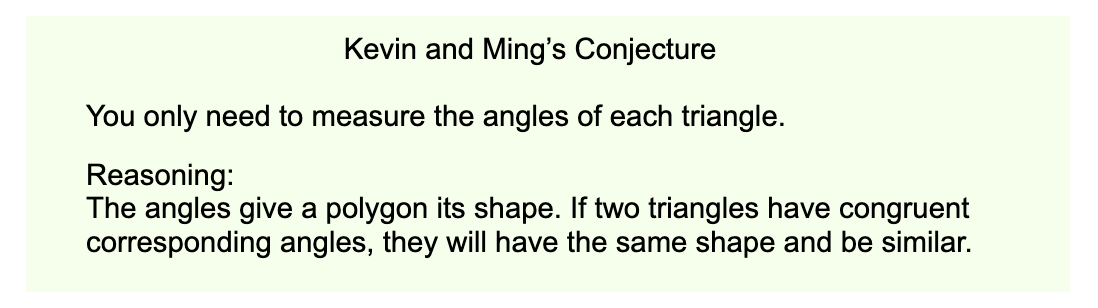 Kevin and Ming’s Conjecture
You only need to measure the angles of each triangle.
Reasoning:
The angles give a polygon its shape. If two triangles have congruent
corresponding angles, they will have the same shape and be similar.